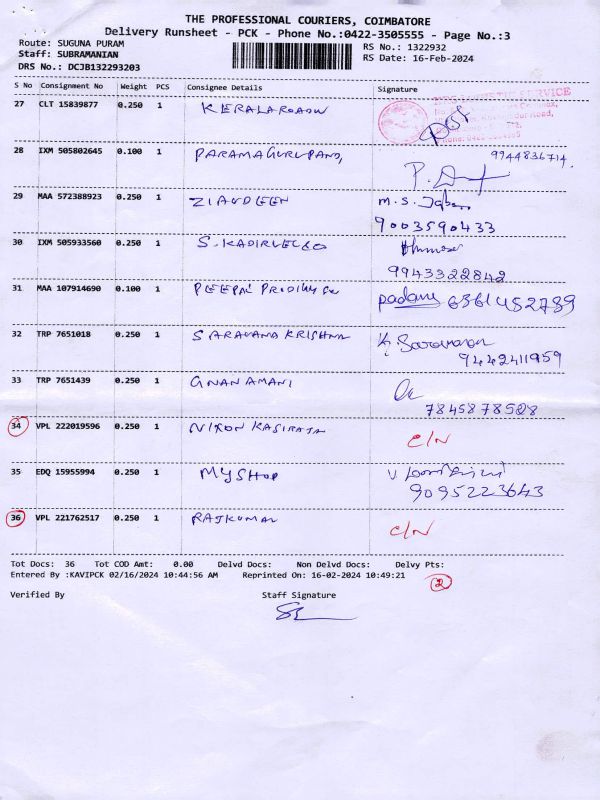 THE PROFESSIONAL COURIERS, COIMBATORE
Delivery Runsheet - PCK - Phone No.:0422-3505555 - Page No.:3
Route: SUGUNA PURAM
RS No.: 1322932
Staff: SUBRAMANIAN
RS Date: 16-Feb-2024
DRS No.: DCJB132293203
S No Consignment No Weight PCS Consignee Details Signature
27 CLT 15839877 0.250 1 KERALAROADW
28 IXM 505802645 0.100 1 PARAMAGURUPAND, 9944836714
29 MAA 572388923 0.250 1 ZIAUDEEN M.S. 9003590433
30 IXM 505933560 0.250 1 S. KADIRVELOO 9943322842
31 MAA 107914690 0.100 1 DEEPAK 6361452739
32 TRP 7651018 0.250 1 SARAVANA KRISHNA K. Saravanan
9442411959
33 TRP 7651439 0.250 1 GNANAMANI
7845878508
34 VPL 222019596 0.250 1 NIXON KASIRAJA C/N
35 EDQ 15955994 0.250 1 MYSHOP
9095223643
36 VPL 221762517 0.250 1 RAJKUMAR C/N
Tot Docs: 36 Tot COD Amt: 0.00 Delvd Docs: Non Delvd Docs: Delvy Pts:
Entered By :KAVIPCK 02/16/2024 10:44:56 AM Reprinted On: 16-02-2024 10:49:21 2
Verified By Staff Signature